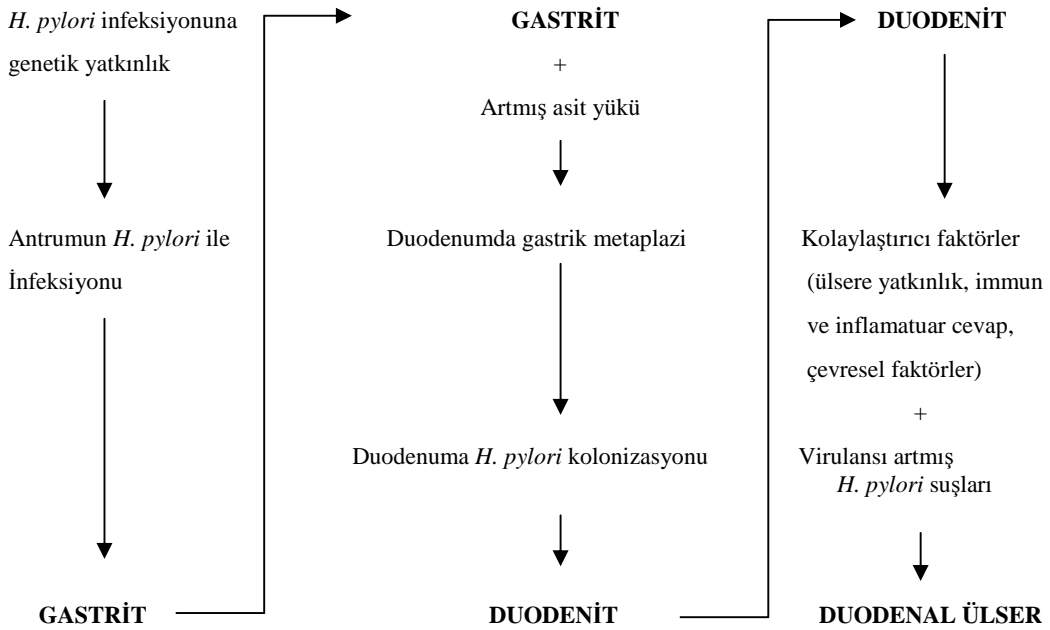 H. pylori infeksiyonuna
genetik yatkınlık
Antrumun H. pylori ile
İnfeksiyonu
GASTRİT
GASTRİT
+
Artmış asit yükü
Duodenumda gastrik metaplazi
Duodenuma H. pylori kolonizasyonu
DUODENİT
DUODENİT
Kolaylaştırıcı faktörler
(ülsere yatkınlık, immun
ve inflamatuar cevap,
çevresel faktörler)
+
Virulansı artmış
H. pylori suşları
DUODENAL ÜLSER